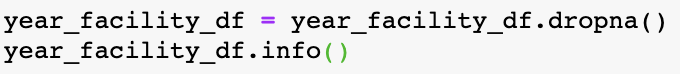 year_facility_df = year_facility_df.dropna()
year_facility_df.info()